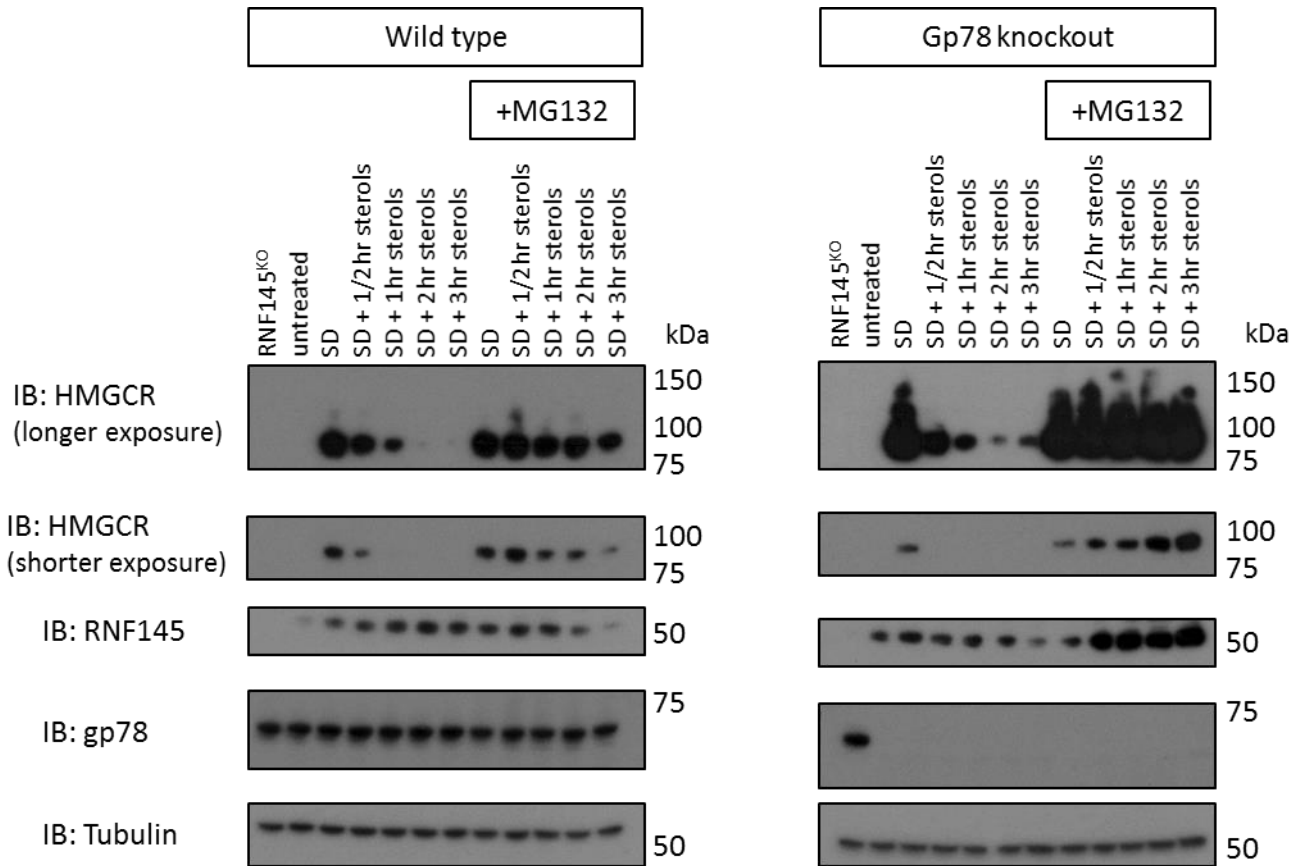 Wild type
Gp78 knockout
+MG132
+MG132
RNF145KO
untreated
SD
SD + 1/2hr sterols
SD + 1hr sterols
SD + 2hr sterols
SD + 3hr sterols
SD
SD + 1/2hr sterols
SD + 1hr sterols
SD + 2hr sterols
SD + 3hr sterols
kDa
RNF145KO
untreated
SD
SD + 1/2hr sterols
SD + 1hr sterols
SD + 2hr sterols
SD + 3hr sterols
SD
SD + 1/2hr sterols
SD + 1hr sterols
SD + 2hr sterols
SD + 3hr sterols
kDa
IB: HMGCR
(longer exposure)
150
100
75
150
100
75
IB: HMGCR
(shorter exposure)
100
75
100
75
IB: RNF145
50
50
IB: gp78
75
75
IB: Tubulin
50
50